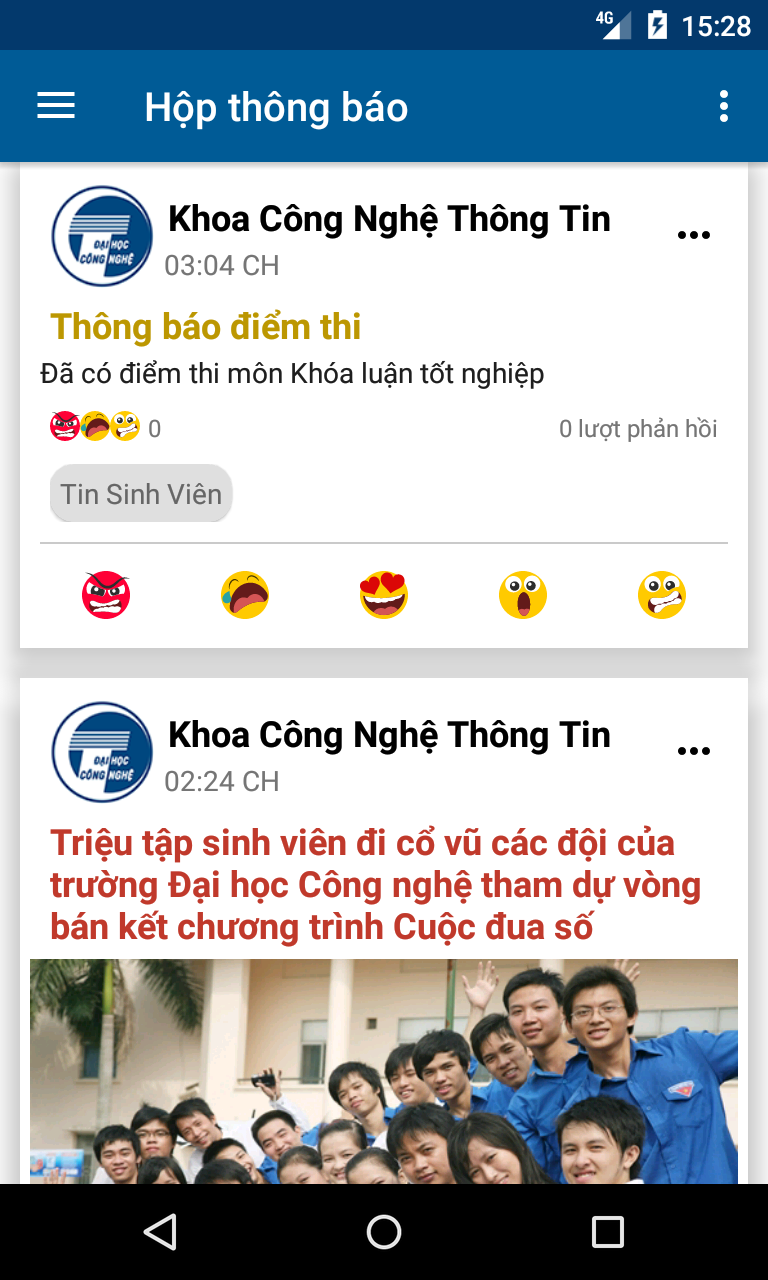 4G 15:28
Hộp thông báo
ĐẠI HỌC
CÔNG NGHỆ
Khoa Công Nghệ Thông Tin
03:04 CH
Thông báo điểm thi
Đã có điểm thi môn Khóa luận tốt nghiệp
0 0 lượt phản hồi
Tin Sinh Viên
ĐẠI HỌC
CÔNG NGHỆ
Khoa Công Nghệ Thông Tin
02:24 CH
Triệu tập sinh viên đi cổ vũ các đội của
trường Đại học Công nghệ tham dự vòng
bán kết chương trình Cuộc đua số